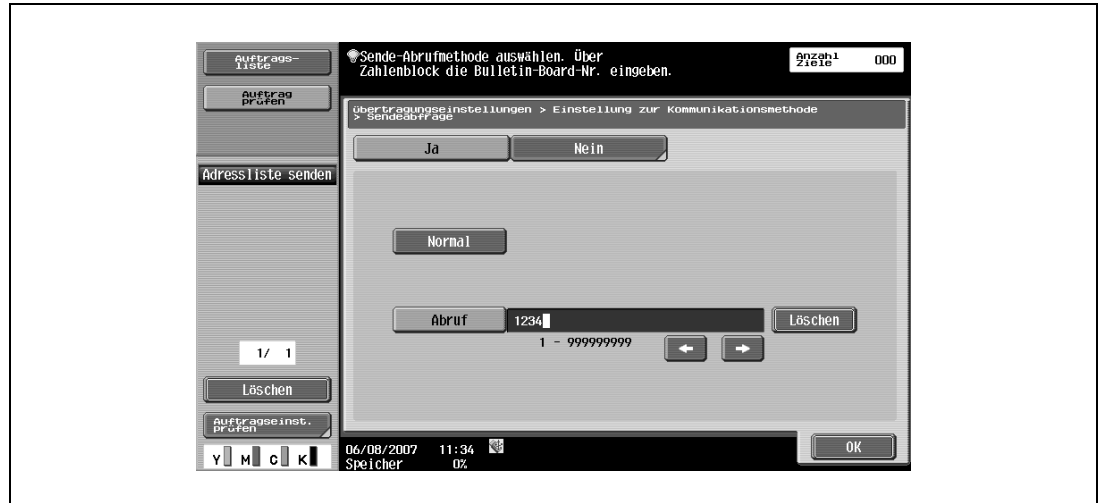 Auftrags-
liste
Auftrag
prüfen
Adressliste senden
1/ 1
Löschen
Auftragseinst.
prüfen
Y M C K
Sende-Abrufmethode auswählen. Über
Zahlenblock die Bulletin-Board-Nr. eingeben.
Anzahl
Ziele 000
Übertragungseinstellungen > Einstellung zur Kommunikationsmethode
> Sendeabfrage
Ja Nein
Normal
Abruf 1234 Löschen
1 - 999999999
06/08/2007 11:34
Speicher 0%
OK